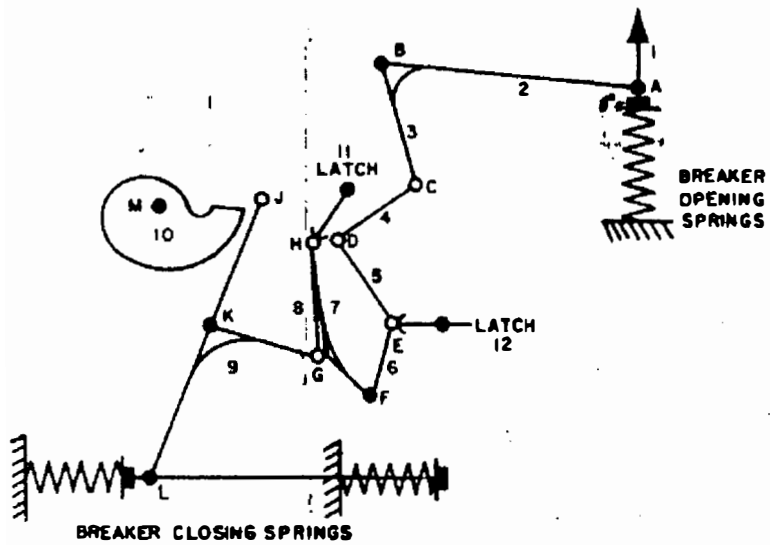 B
1
2
A
1
3
11
LATCH
C
BREAKER
OPENING
SPRINGS
J
M
10
4
H
D
5
K
8
7
E
LATCH
12
9
G
6
F
L
BREAKER CLOSING SPRINGS